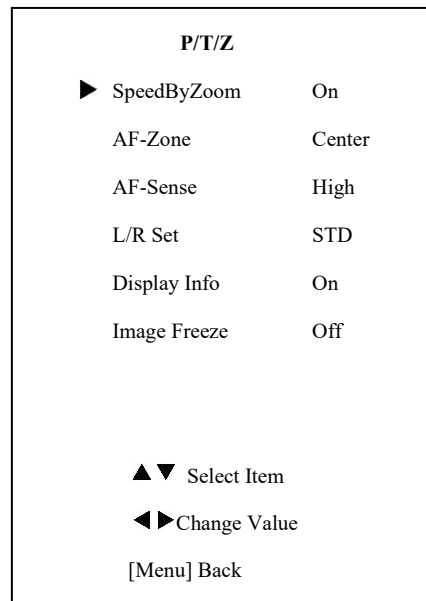 P/T/Z
▶ SpeedByZoom On
AF-Zone Center
AF-Sense High
L/R Set STD
Display Info On
Image Freeze Off
▲▼ Select Item
◀▶Change Value
[Menu] Back